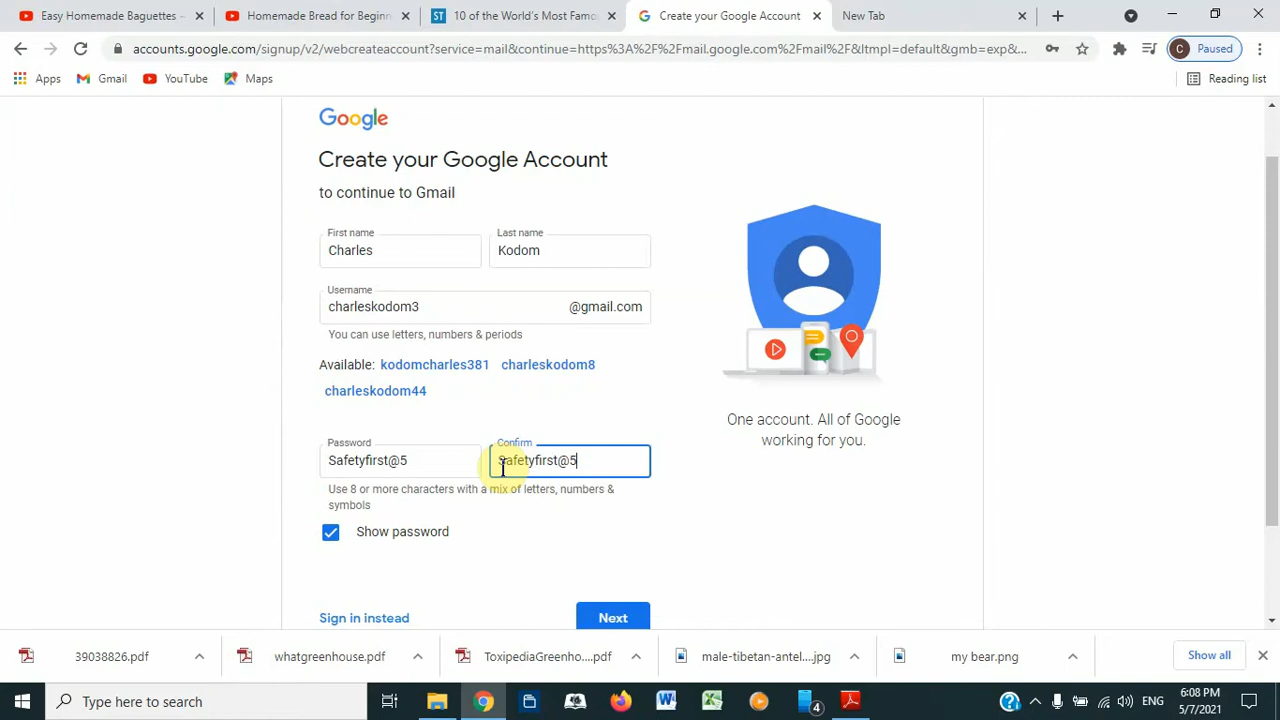 Easy Homemade Baguettes –
Homemade Bread for Beginn
ST 10 of the World's Most Famo
Create your Google Account
New Tab
accounts.google.com/signup/v2/webcreateaccount?service=mail&continue=https%3A%2F%2Fmail.google.com%2Fmail%2F&ltmpl=default&gmb=exp&...
C Paused
Apps Gmail YouTube Maps Reading list
Google
Create your Google Account
to continue to Gmail
First name Last name
Charles Kodom
Username
charleskodom3 @gmail.com
You can use letters, numbers & periods
Available: kodomcharles381 charleskodom8
charleskodom44
Password Confirm
Safetyfirst@5 Safetyfirst@5
Use 8 or more characters with a mix of letters, numbers &
symbols
Show password
Sign in instead Next
One account. All of Google
working for you.
39038826.pdf whatgreenhouse.pdf ToxipediaGreenho....pdf male-tibetan-antel....jpg my bear.png Show all
Type here to search
4
ENG
6:08 PM
5/7/2021